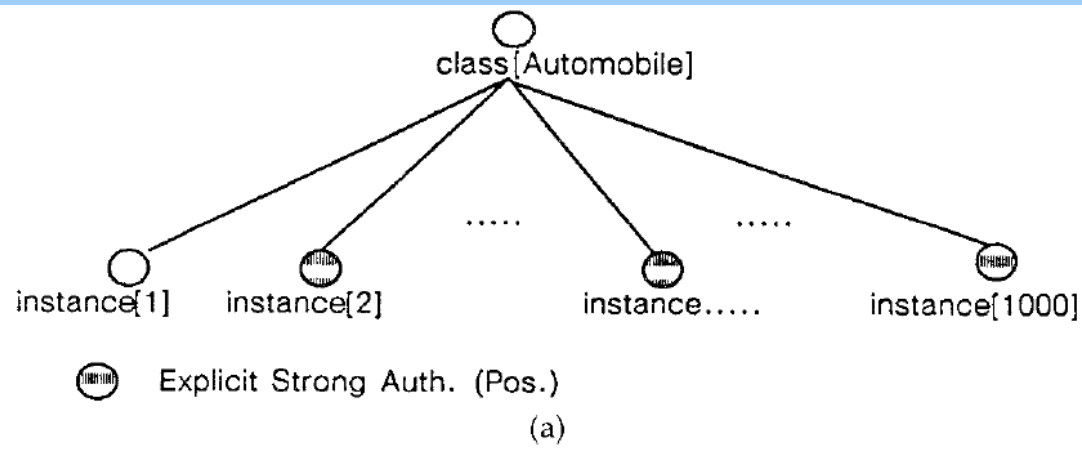 class[Automobile]
..... .....
instance[1] instance[2] instance..... instance[1000]
Explicit Strong Auth. (Pos.)
(a)